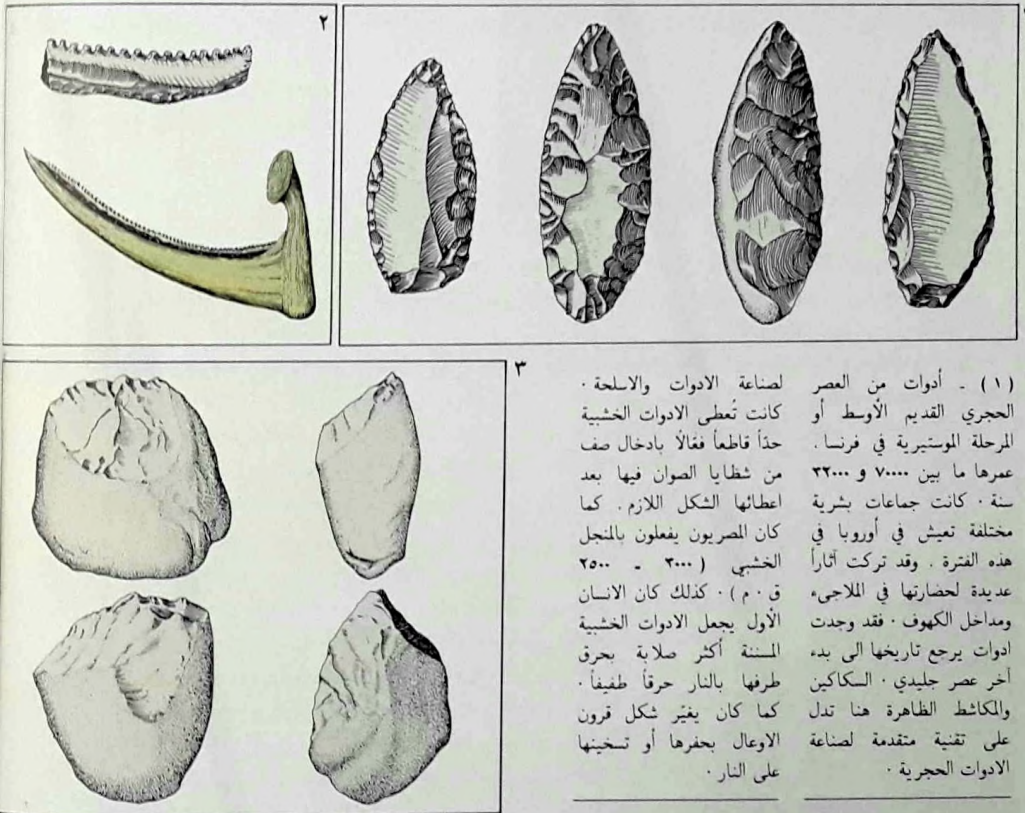 ٢
(١) ـ أدوات من العصر
الحجري القديم الأوسط أو
المرحلة الموستيرية في فرنسا .
عمرها ما بين ٧٠٠٠٠ و ٣٢٠٠٠
سنة . كانت جماعات بشرية
مختلفة تعيش في أوروبا في
هذه الفترة . وقد تركت آثاراً
عديدة لحضارتها في الملاجىء
ومداخل الكهوف . فقد وجدت
ادوات يرجع تاريخها الى بدء
آخر عصر جليدي . السكاكين
والمكاشط الظاهرة هنا تدل
على تقنية متقدمة لصناعة
الادوات الحجرية .
لصناعة الادوات والاسلحة .
كانت تُعطى الادوات الخشبية
حدّاً قاطعاً فعّالاً بادخال صف
من شظايا الصوان فيها بعد
اعطائها الشكل اللازم . كما
كان المصريون يفعلون بالمنجل
الخشبي ( ٣٠٠٠ ـ ٢٥٠٠
ق . م ) . كذلك كان الانسان
الأول يجعل الادوات الخشبية
المسننة أكثر صلابة بحرق
طرفها بالنار حرقاً طفيفاً .
كما كان يغيّر شكل قرون
الاوعال بحفرها أو تسخينها
على النار .
٣